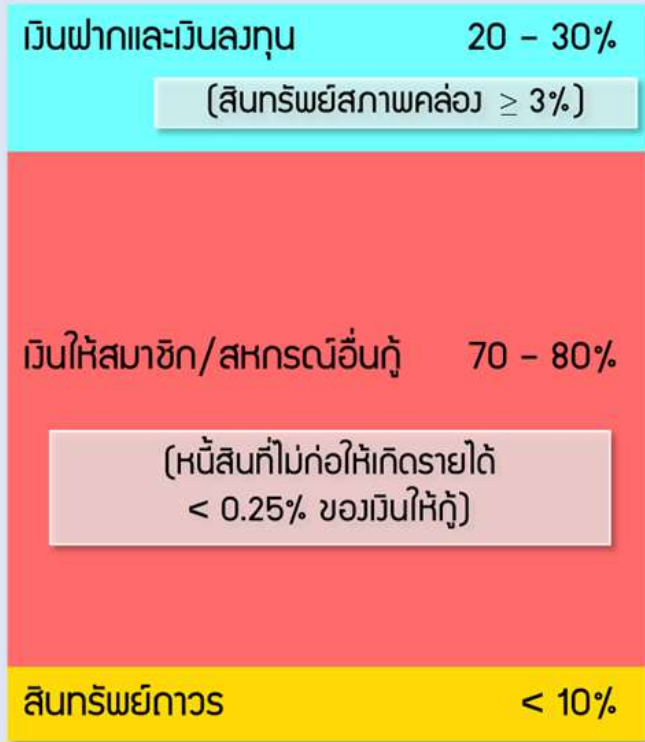 เงินฝากและเงินลงทุน 20 - 30%
(สินทรัพย์สภาพคล่อง ≥ 3%)
เงินให้สมาชิก/สหกรณ์อื่นกู้ 70 - 80%
(หนี้สินที่ไม่ก่อให้เกิดรายได้
< 0.25% ของเงินให้กู้)
สินทรัพย์ถาวร < 10%